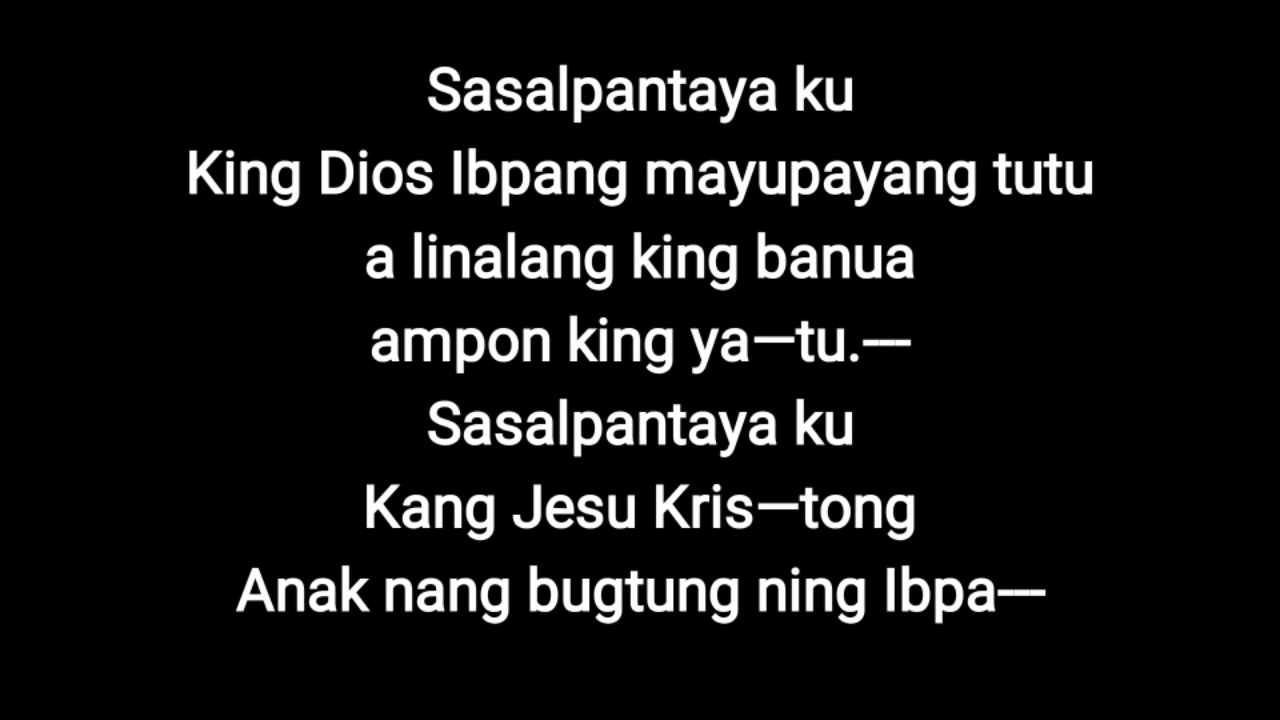 Sasalpantaya ku
King Dios Ibpang mayupayang tutu
a linalang king banua
ampon king ya—tu.---
Sasalpantaya ku
Kang Jesu Kris—tong
Anak nang bugtung ning Ibpa---